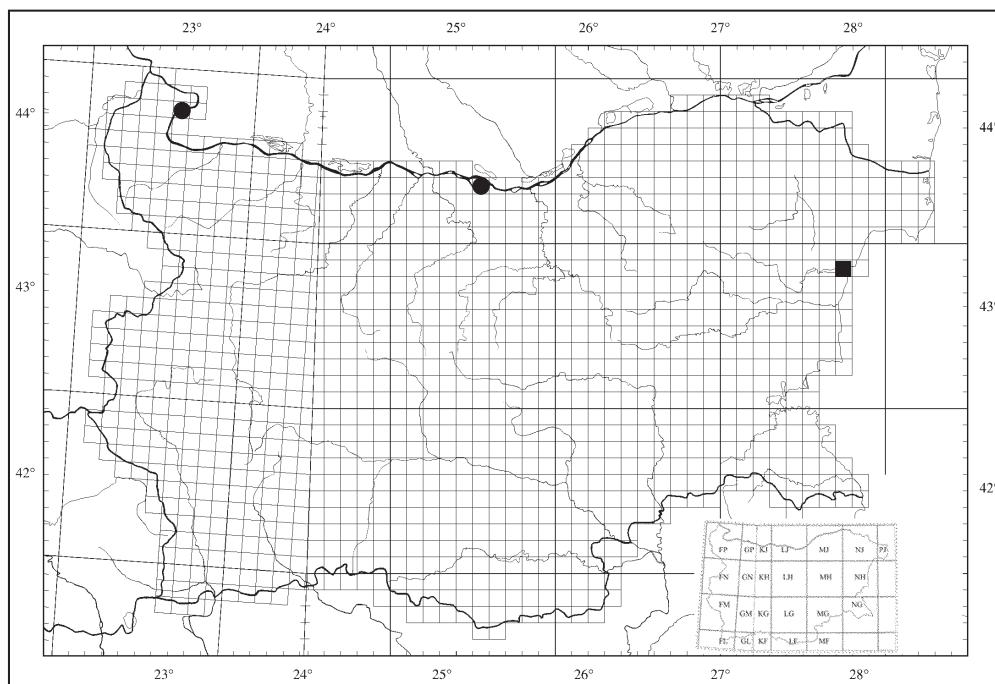 23° 24° 25° 26° 27° 28°
44° 44°
43° 43°
42° 42°
FP GP KJ LJ MJ NJ PJ
FN GN KH LH MH NH
FM GM KG LG MG NG
FL GL KF LF MF
23° 24° 25° 26° 27° 28°